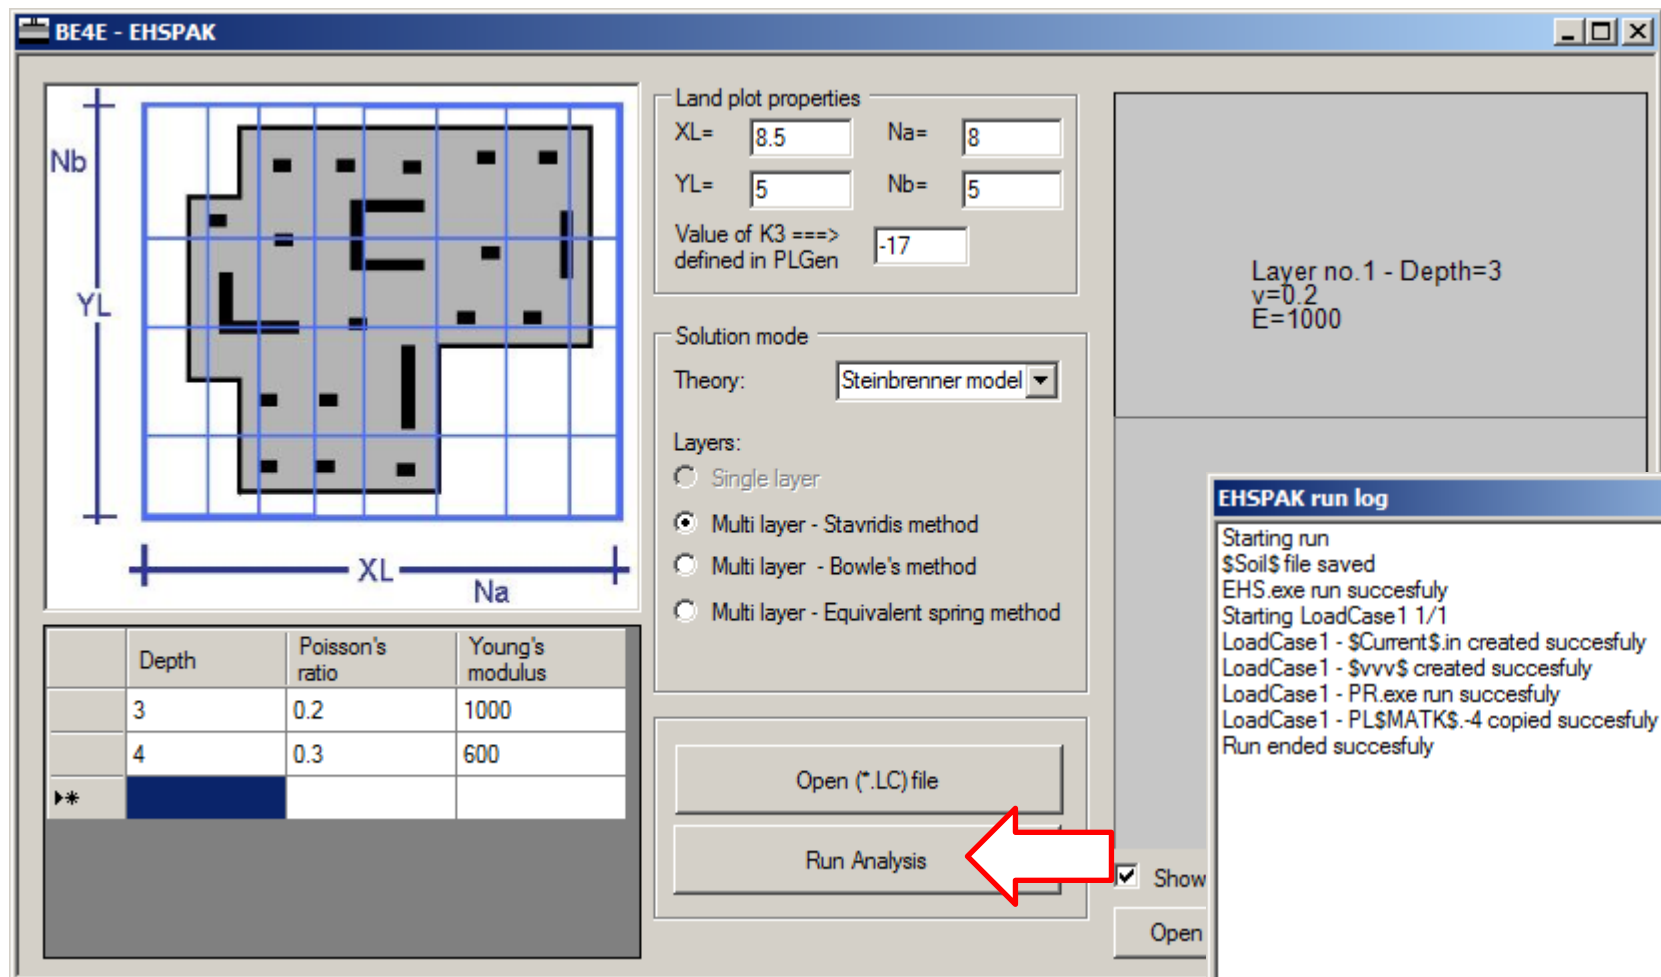 BE4E - EHSPAK
Nb
YL
XL
Na
Land plot properties
XL= 8.5 Na= 8
YL= 5 Nb= 5
Value of K3 ===>
defined in PLGen
-17
Solution mode
Theory: Steinbrenner model
Layers:
Single layer
Multi layer - Stavridis method
Multi layer - Bowle's method
Multi layer - Equivalent spring method
Depth Poisson's ratio Young's modulus
3 0.2 1000
4 0.3 600
Open (*.LC) file
Run Analysis
Layer no.1 - Depth=3
v=0.2
E=1000
Show
Open
EHSPAK run log
Starting run
$Soil$ file saved
EHS.exe run succesfuly
Starting LoadCase1 1/1
LoadCase1 - $Current$.in created succesfuly
LoadCase1 - $vvv$ created succesfuly
LoadCase1 - PR.exe run succesfuly
LoadCase1 - PL$MATK$.-4 copied succesfuly
Run ended succesfuly